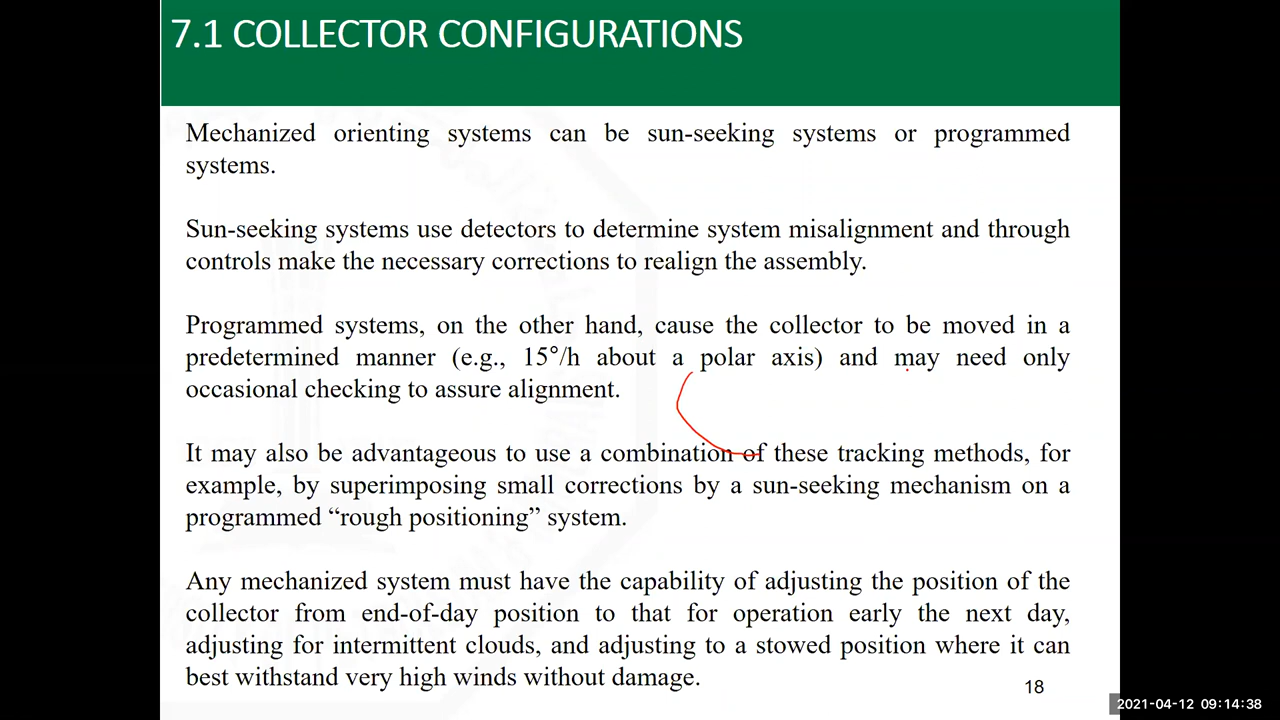 7.1 COLLECTOR CONFIGURATIONS
Mechanized orienting systems can be sun-seeking systems or programmed
systems.
Sun-seeking systems use detectors to determine system misalignment and through
controls make the necessary corrections to realign the assembly.
Programmed systems, on the other hand, cause the collector to be moved in a
predetermined manner (e.g., 15°/h about a polar axis) and may need only
occasional checking to assure alignment.
It may also be advantageous to use a combination of these tracking methods, for
example, by superimposing small corrections by a sun-seeking mechanism on a
programmed “rough positioning” system.
Any mechanized system must have the capability of adjusting the position of the
collector from end-of-day position to that for operation early the next day,
adjusting for intermittent clouds, and adjusting to a stowed position where it can
best withstand very high winds without damage.
18
2021-04-12 09:14:38